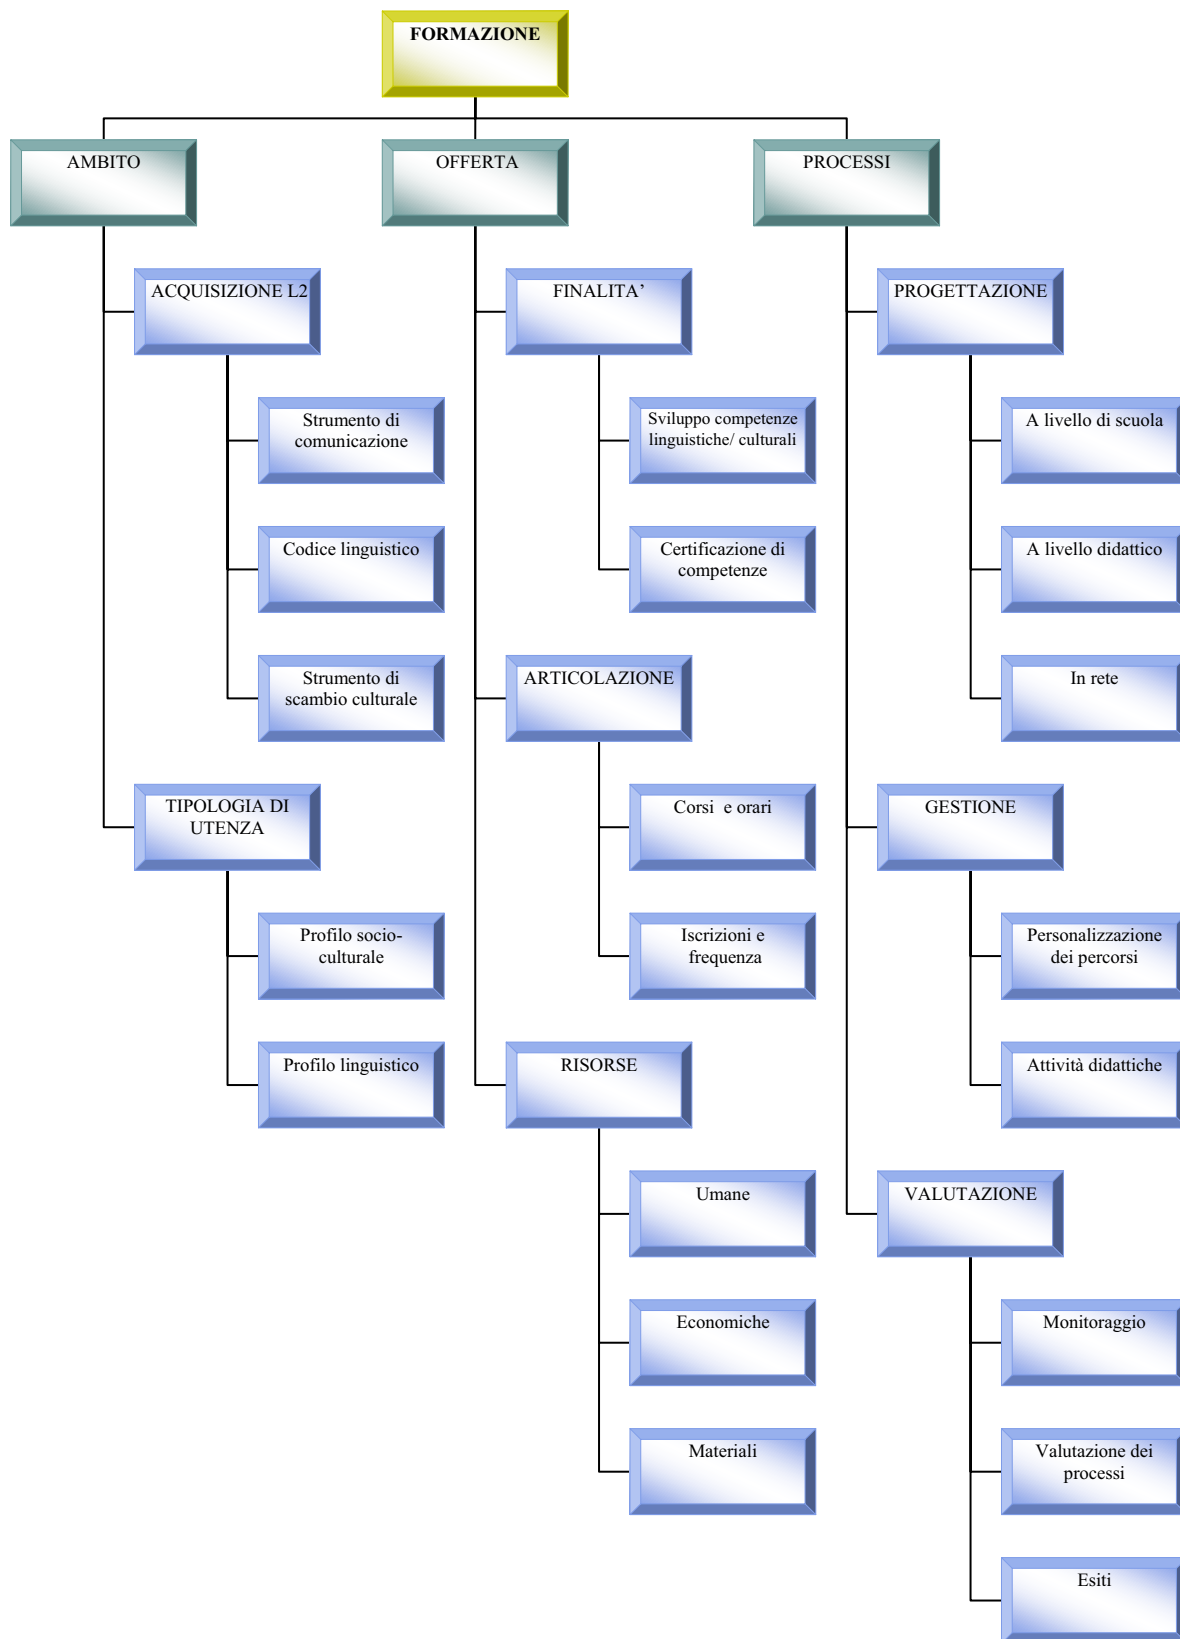 FORMAZIONE
AMBITO
OFFERTA
PROCESSI
ACQUISIZIONE L2
Strumento di
comunicazione
Codice linguistico
Strumento di
scambio culturale
TIPOLOGIA DI
UTENZA
Profilo socio-
culturale
Profilo linguistico
FINALITA’
Sviluppo competenze
linguistiche/ culturali
Certificazione di
competenze
ARTICOLAZIONE
Corsi  e orari
Iscrizioni e
frequenza
RISORSE
Umane
Economiche
Materiali
PROGETTAZIONE
A livello di scuola
A livello didattico
In rete
GESTIONE
Personalizzazione
dei percorsi
Attività didattiche
VALUTAZIONE
Monitoraggio
Valutazione dei
processi
Esiti